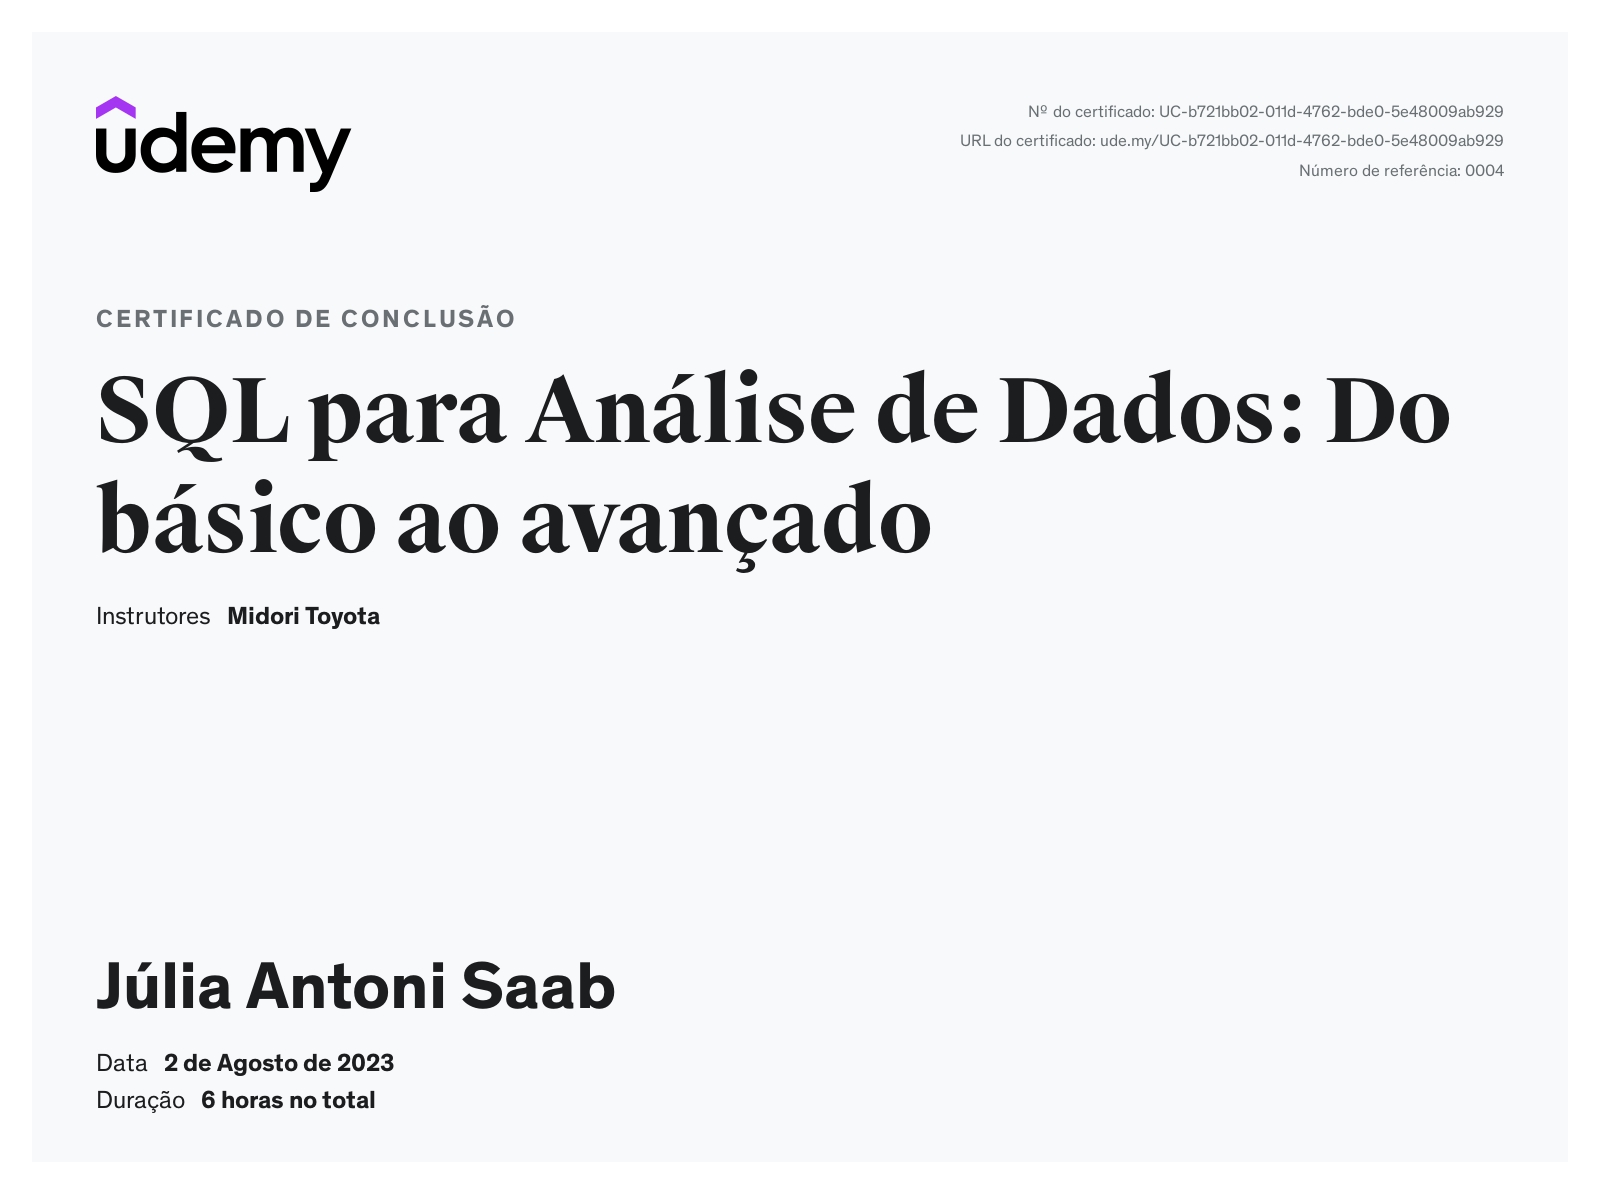 udemy
Nº do certificado: UC-b721bb02-011d-4762-bde0-5e48009ab929
URL do certificado: ude.my/UC-b721bb02-011d-4762-bde0-5e48009ab929
Número de referência: 0004
CERTIFICADO DE CONCLUSÃO
SQL para Análise de Dados: Do
básico ao avançado
Instrutores Midori Toyota
Júlia Antoni Saab
Data 2 de Agosto de 2023
Duração 6 horas no total